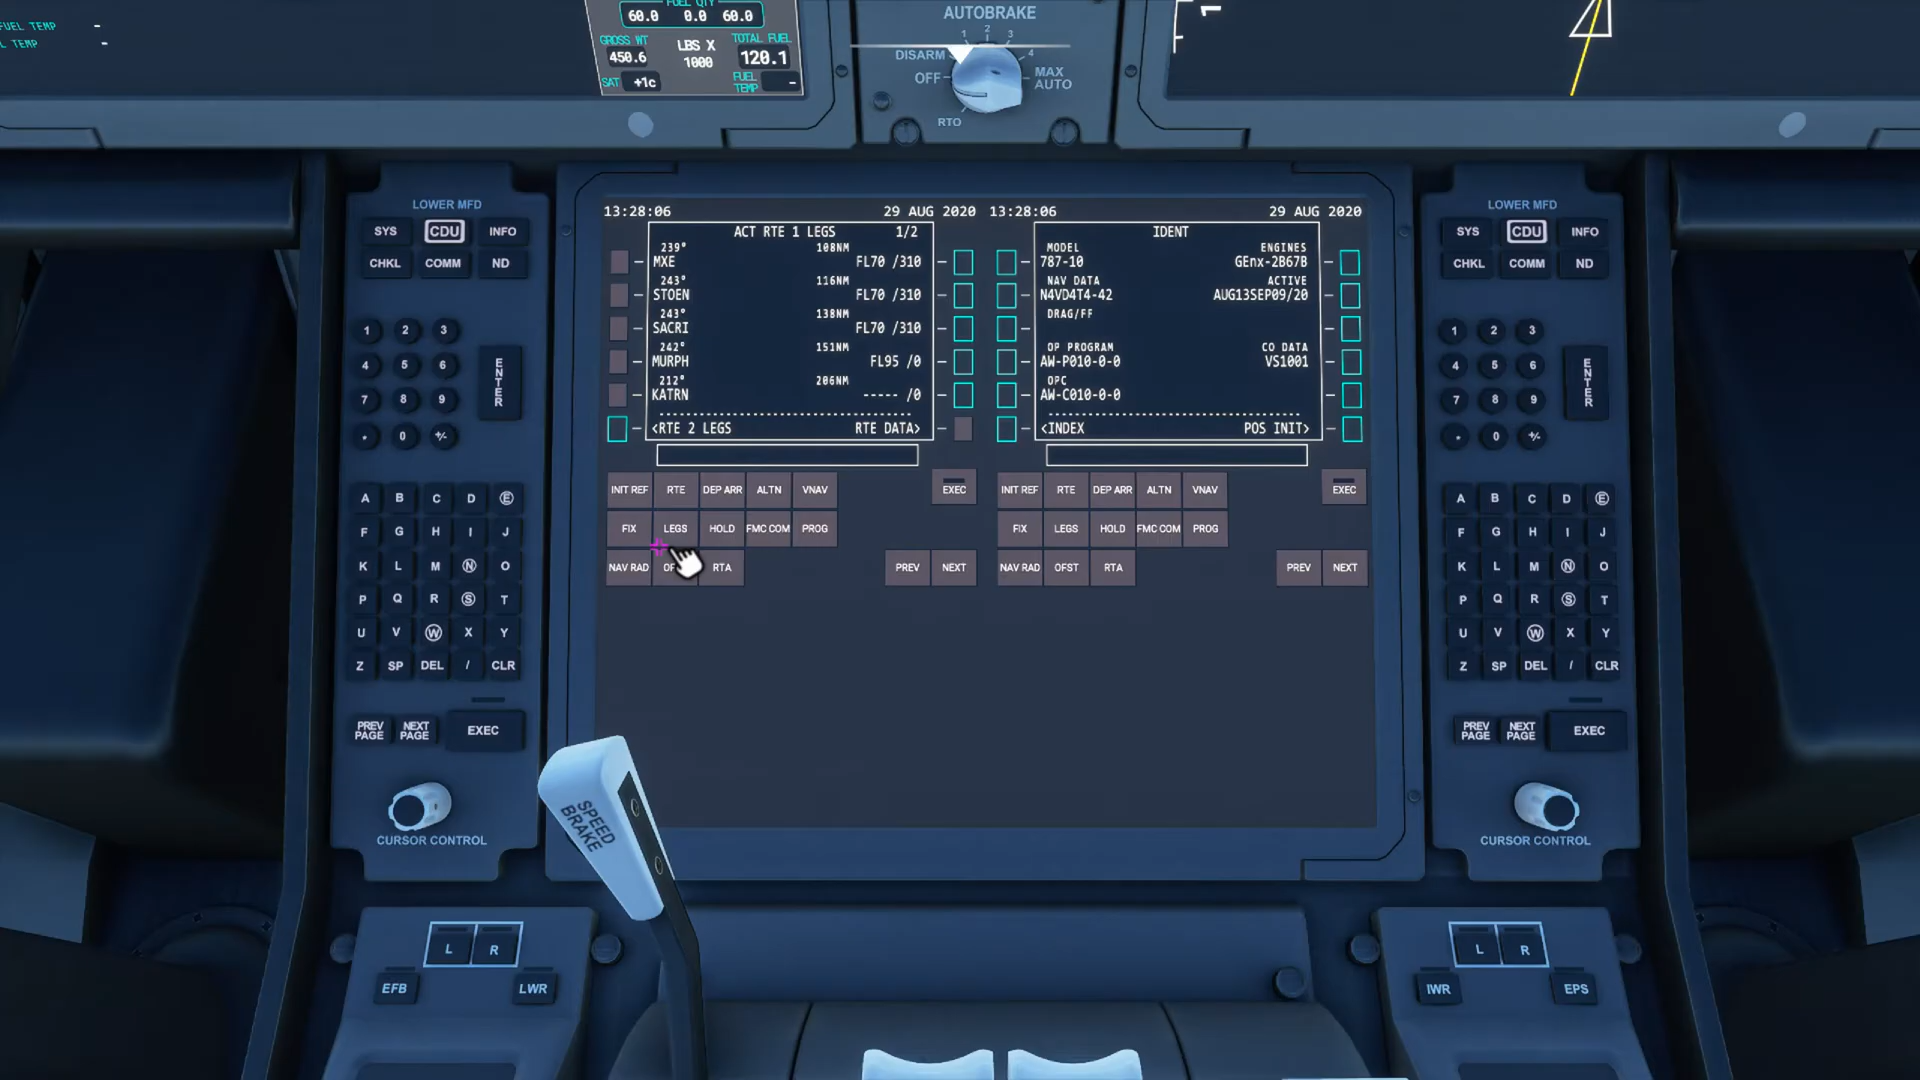 FUEL TEMP -
L TEMP -
FUEL QTY
60.0 0.0 60.0
GROSS WT
450.6
LBS X
1000
TOTAL FUEL
120.1
SAT +1c
FUEL
TEMP -
AUTOBRAKE
DISARM
1 2 3 4
OFF
MAX
AUTO
RTO
LOWER MFD
SYS CDU INFO
CHKL COMM ND
1 2 3
4 5 6
7 8 9
. 0 +/-
ENTER
A B C D E
F G H I J
K L M N O
P Q R S T
U V W X Y
Z SP DEL / CLR
PREV
PAGE
NEXT
PAGE
EXEC
CURSOR CONTROL
13:28:06 29 AUG 2020
ACT RTE 1 LEGS 1/2
239° 108NM
MXE FL70 /310
243° 116NM
STOEN FL70 /310
243° 138NM
SACRI FL70 /310
242° 151NM
MURPH FL95 /0
212° 206NM
KATRN ----- /0
<RTE 2 LEGS RTE DATA>
INIT REF RTE DEP ARR ALTN VNAV EXEC
FIX LEGS HOLD FMC COM PROG
NAV RAD RTA PREV NEXT
13:28:06 29 AUG 2020
IDENT
MODEL ENGINES
787-10 GEnx-2B67B
NAV DATA ACTIVE
N4VD4T4-42 AUG13SEP09/20
DRAG/FF
OP PROGRAM CO DATA
AW-P010-0-0 VS1001
OPC
AW-C010-0-0
<INDEX POS INIT>
INIT REF RTE DEP ARR ALTN VNAV EXEC
FIX LEGS HOLD FMC COM PROG
NAV RAD OFST RTA PREV NEXT
LOWER MFD
SYS CDU INFO
CHKL COMM ND
1 2 3
4 5 6
7 8 9
. 0 +/-
ENTER
A B C D E
F G H I J
K L M N O
P Q R S T
U V W X Y
Z SP DEL / CLR
PREV
PAGE
NEXT
PAGE
EXEC
CURSOR CONTROL
SPEED
BRAKE
L R
EFB LWR
L R
IWR EPS